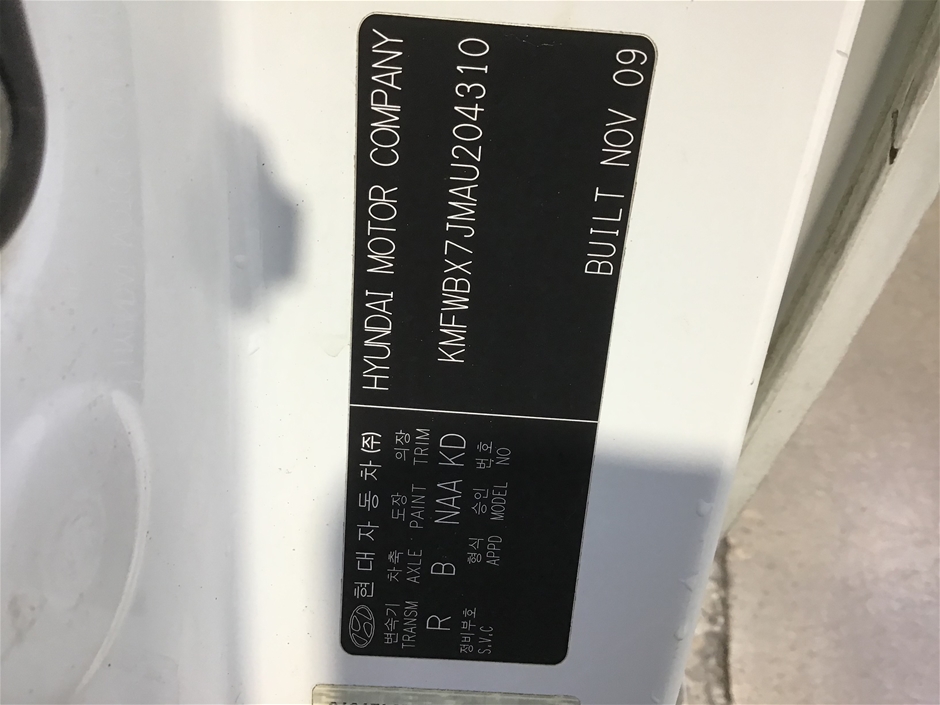 현대자동차(주)
변속기 차축 도장 의장
TRANSM AXLE PAINT TRIM
R B NAA KD
정비부호 형식 승인 번호
S.V.C APPD MODEL NO
HYUNDAI MOTOR COMPANY
KMFWBX7JMAU204310
BUILT NOV 09